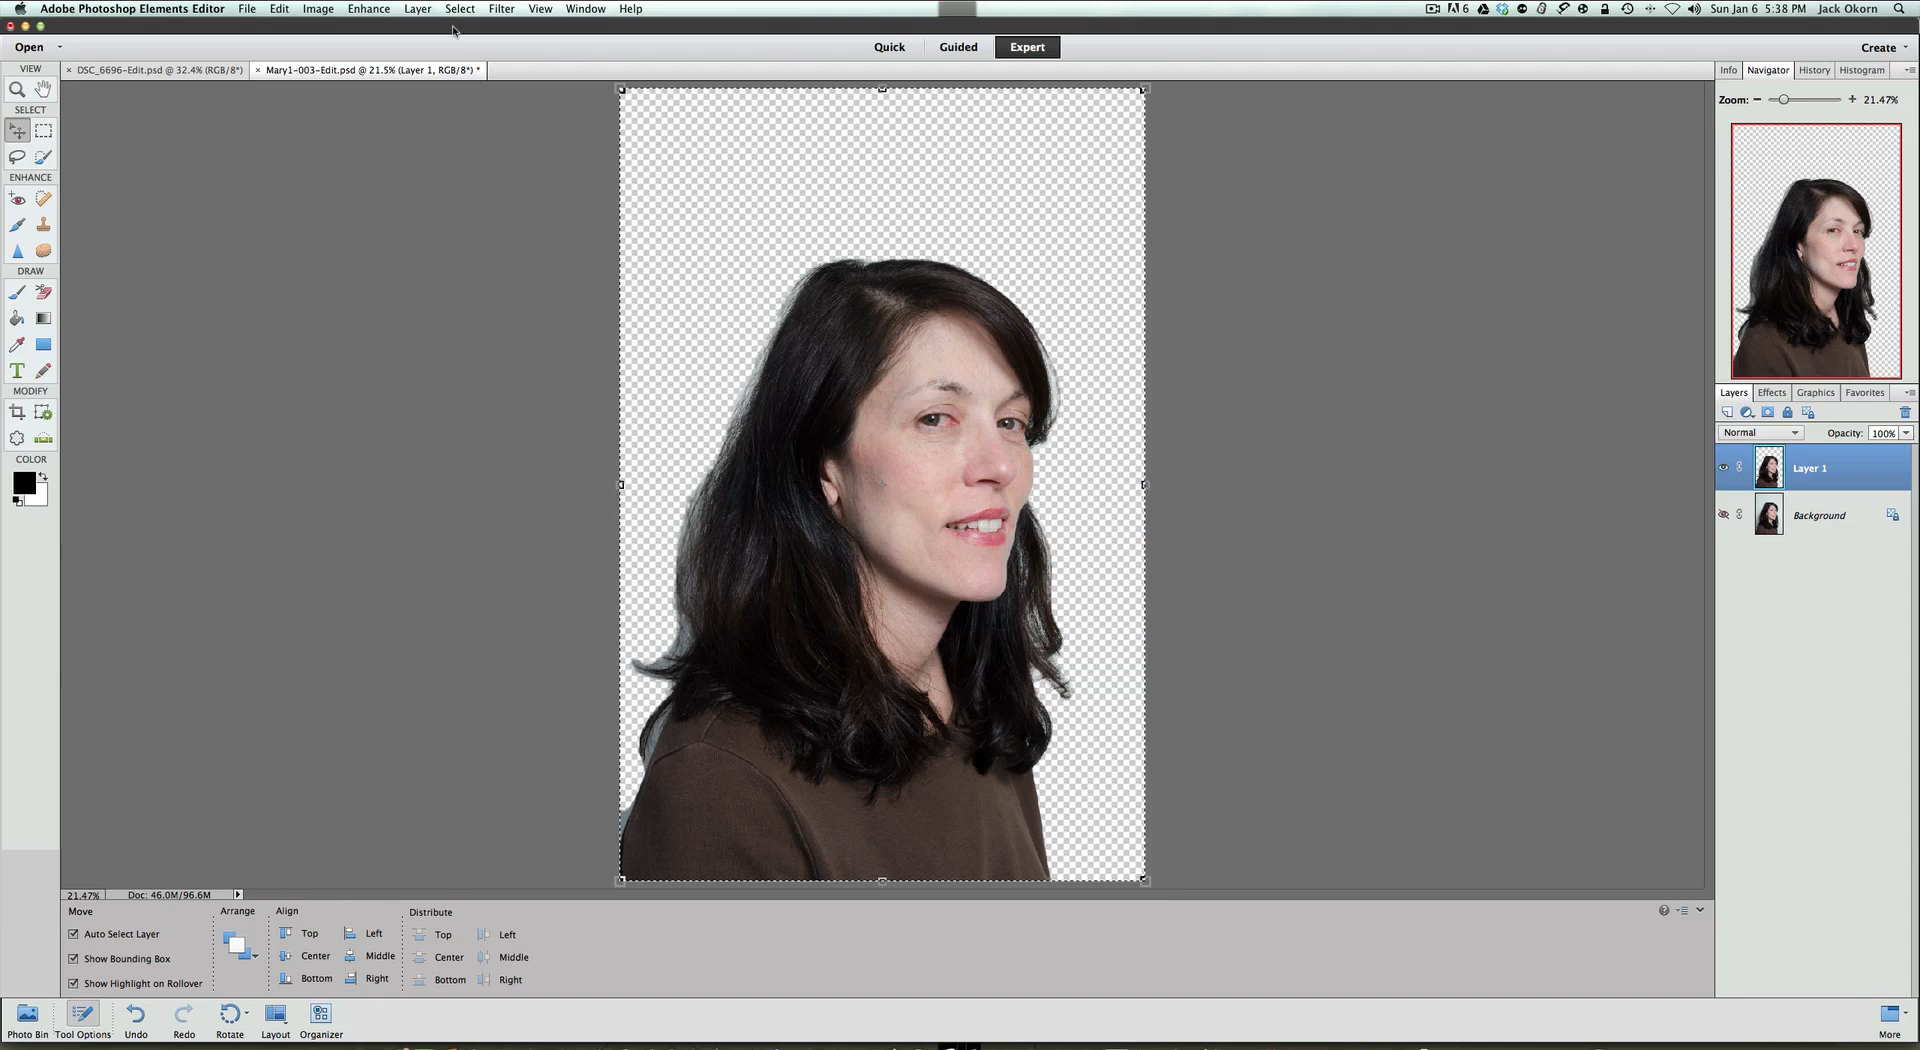 Adobe Photoshop Elements Editor File Edit Image Enhance Layer Select Filter View Window Help 6 Sun Jan 6 5:38 PM Jack Okorn
Open Quick Guided Expert Create
VIEW × DSC_6696-Edit.psd @ 32.4% (RGB/8*) × Mary1-003-Edit.psd @ 21.5% (Layer 1, RGB/8*) * Info Navigator History Histogram
Zoom: 21.47%
SELECT
ENHANCE
DRAW
T
MODIFY
Layers Effects Graphics Favorites
Normal Opacity: 100%
COLOR
Layer 1
Background
21.47% Doc: 46.0M/96.6M
Move Arrange Align Distribute
Auto Select Layer Top Left Top Left
Show Bounding Box Center Middle Center Middle
Show Highlight on Rollover Bottom Right Bottom Right
Photo Bin Tool Options Undo Redo Rotate Layout Organizer More